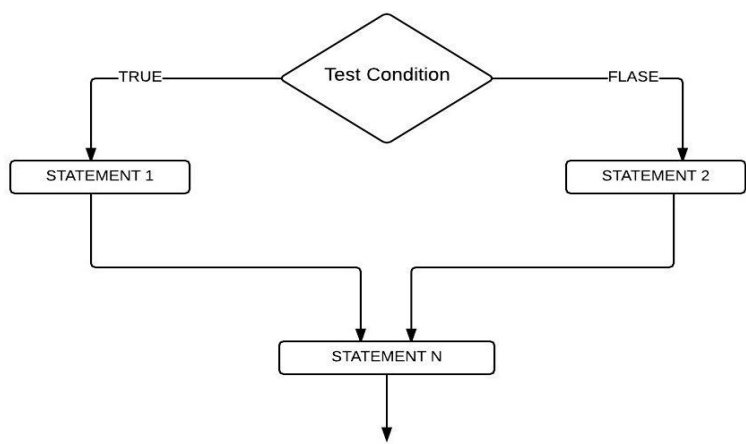 Test Condition
TRUE
FLASE
STATEMENT 1
STATEMENT 2
STATEMENT N